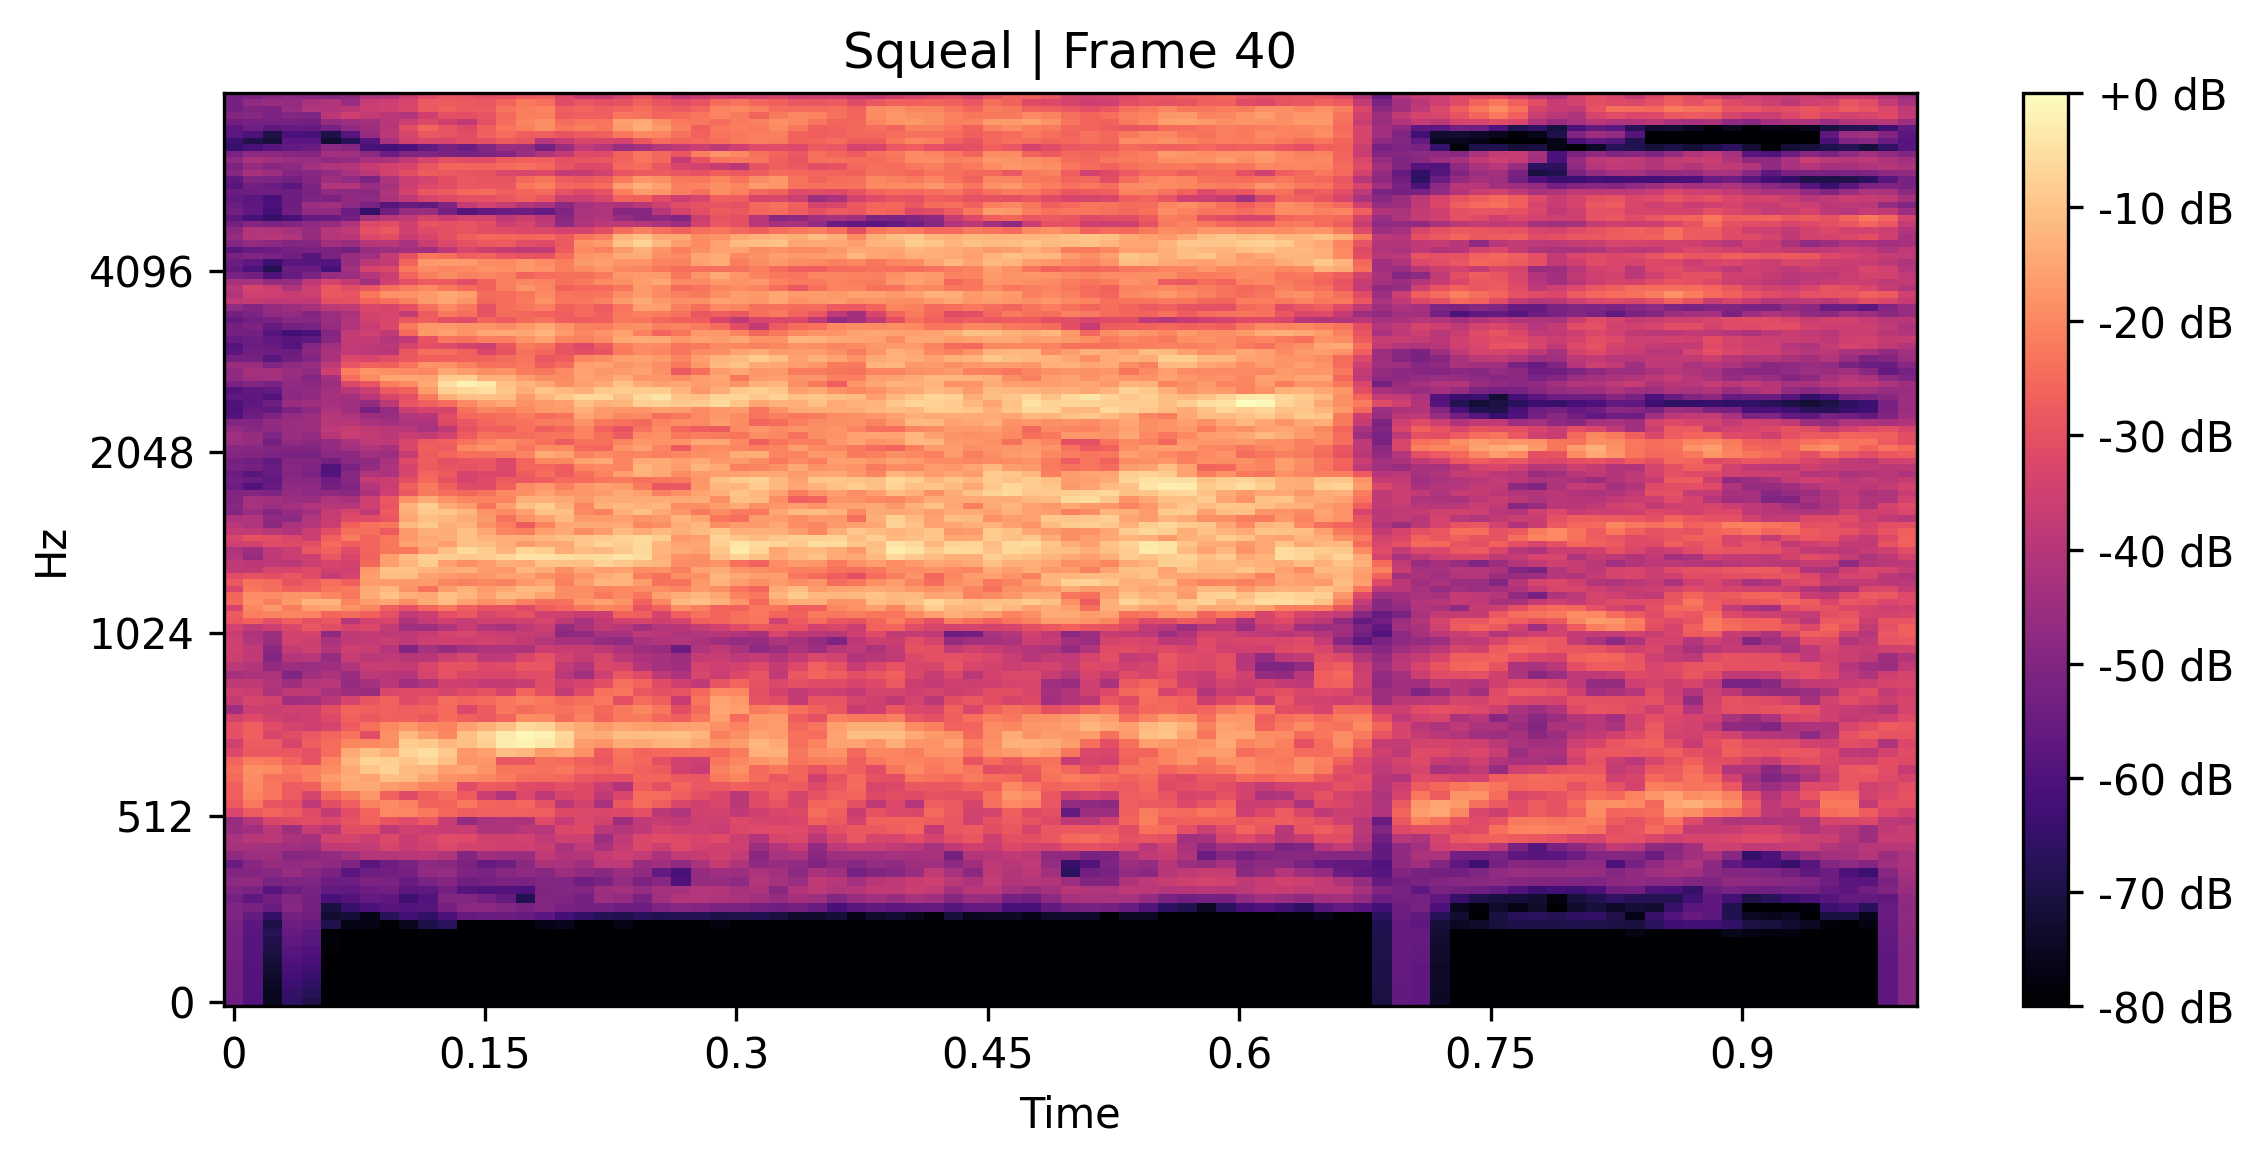 Squeal | Frame 40
Hz
4096
2048
1024
512
0
0 0.15 0.3 0.45 0.6 0.75 0.9
Time
+0 dB
-10 dB
-20 dB
-30 dB
-40 dB
-50 dB
-60 dB
-70 dB
-80 dB